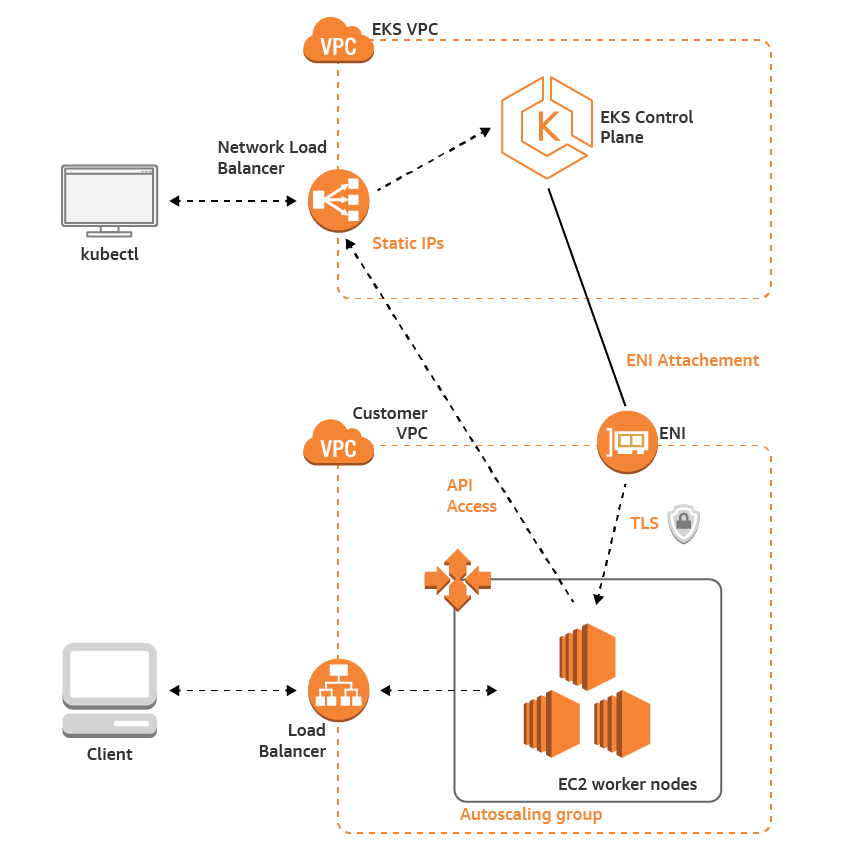 VPC
EKS VPC
EKS Control
Plane
K
Network Load
Balancer
kubectl
Static IPs
ENI Attachement
Customer
VPC
VPC
ENI
API
Access
TLS
Client
Load
Balancer
EC2 worker nodes
Autoscaling group